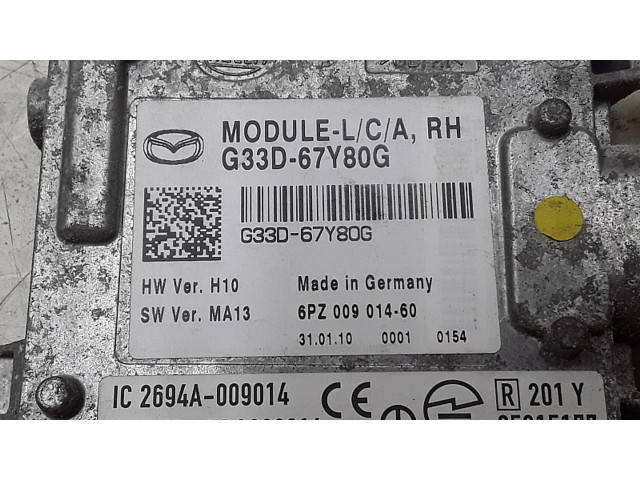 MODULE-L/C/A, RH
G33D-67Y80G
G33D-67Y80G
HW Ver. H10 Made in Germany
SW Ver. MA13 6PZ 009 014-60
31.01.10 0001 0154
IC 2694A-009014 CE R 201 Y